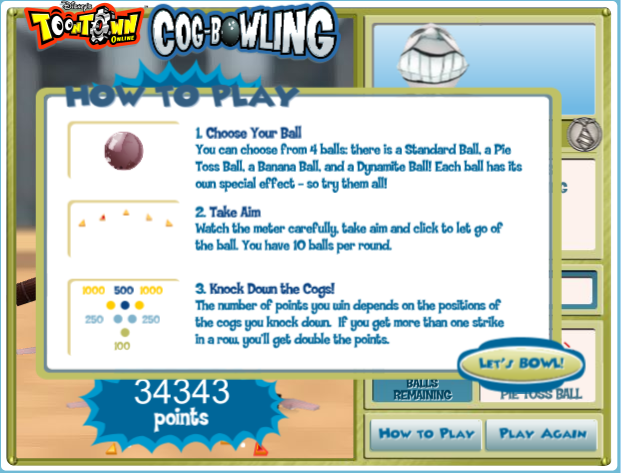 Disney's
TOONTOWN
ONLINE
COG-BOWLING
HOW TO PLAY
1. Choose Your Ball
You can choose from 4 balls: there is a Standard Ball, a Pie
Toss Ball, a Banana Ball, and a Dynamite Ball! Each ball has its
own special effect - so try them all!
2. Take Aim
Watch the meter carefully, take aim and click to let go of
the ball. You have 10 balls per round.
3. Knock Down the Cogs!
The number of points you win depends on the positions of
the cogs you knock down. If you get more than one strike
in a row, you'll get double the points.
1000 500 1000
250 250
100
LET'S BOWL!
34343
points
BALLS
REMAINING
PIE TOSS BALL
HOW TO PLAY
PLAY AGAIN